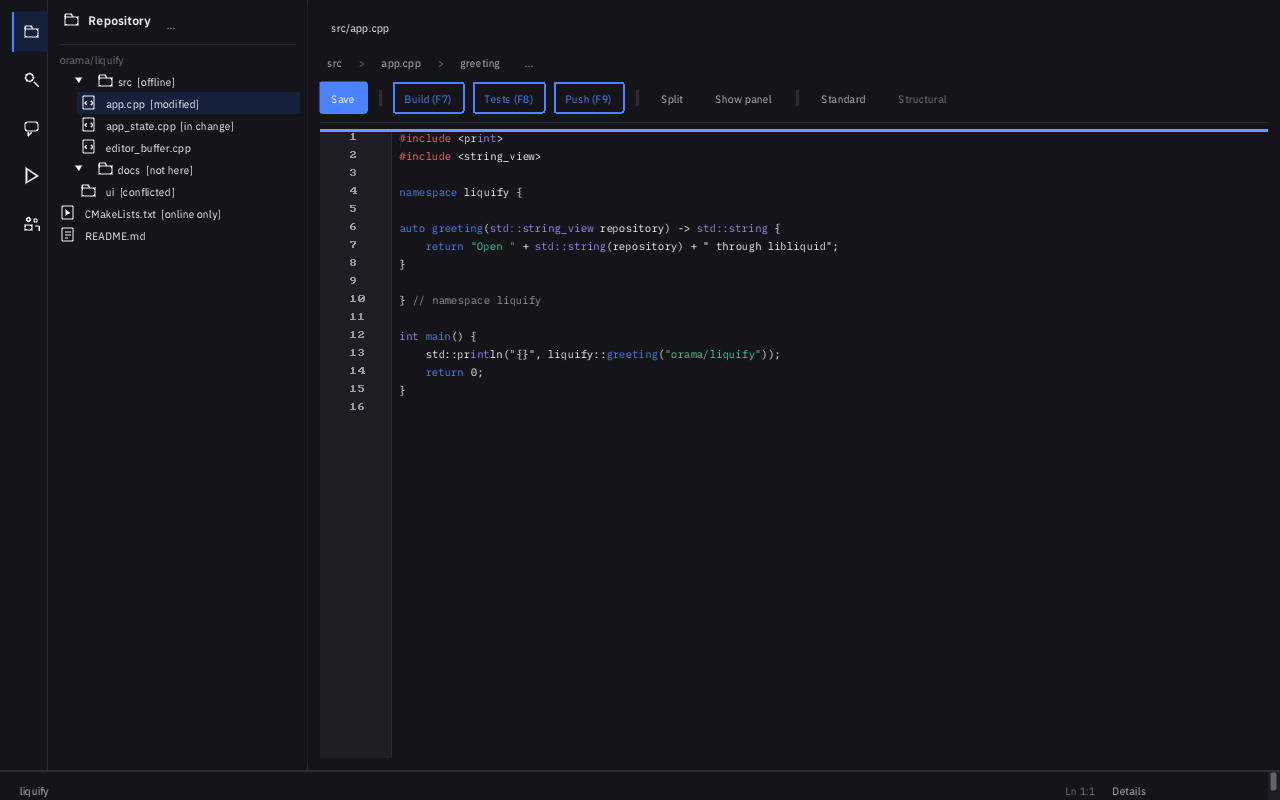 Repository ...
orama/liquify
src [offline]
app.cpp [modified]
app_state.cpp [in change]
editor_buffer.cpp
docs [not here]
ui [conflicted]
CMakeLists.txt [online only]
README.md
src/app.cpp
src > app.cpp > greeting ...
Save Build (F7) Tests (F8) Push (F9) Split Show panel Standard Structural
1 #include <print>
2 #include <string_view>
3
4 namespace liquify {
5
6 auto greeting(std::string_view repository) -> std::string {
7     return "Open " + std::string(repository) + " through libliquid";
8 }
9
10 } // namespace liquify
11
12 int main() {
13     std::println("{}", liquify::greeting("orama/liquify"));
14     return 0;
15 }
16
liquify Ln 1:1 Details